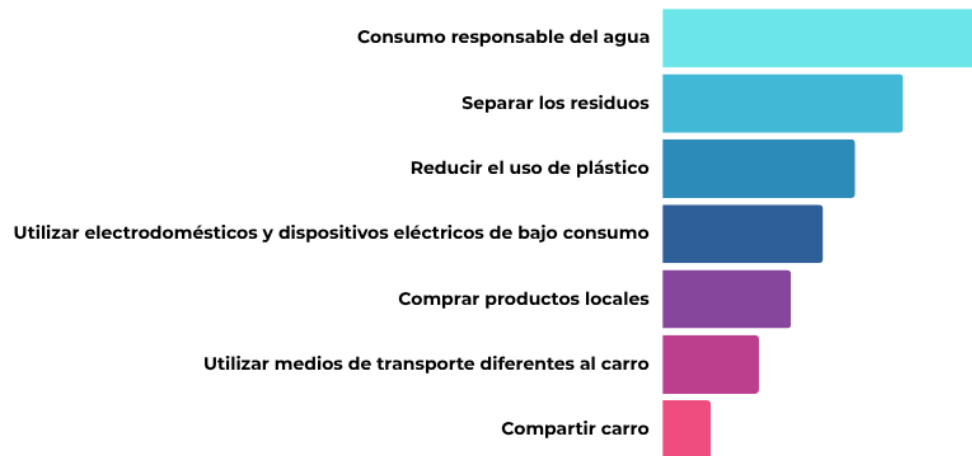 Consumo responsable del agua
Separar los residuos
Reducir el uso de plástico
Utilizar electrodomésticos y dispositivos eléctricos de bajo consumo
Comprar productos locales
Utilizar medios de transporte diferentes al carro
Compartir carro